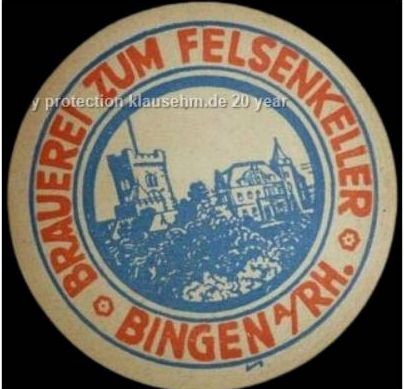 BRAUEREI ZUM FELSENKELLER
BINGEN A/RH.
y protection klausehm.de 20 year